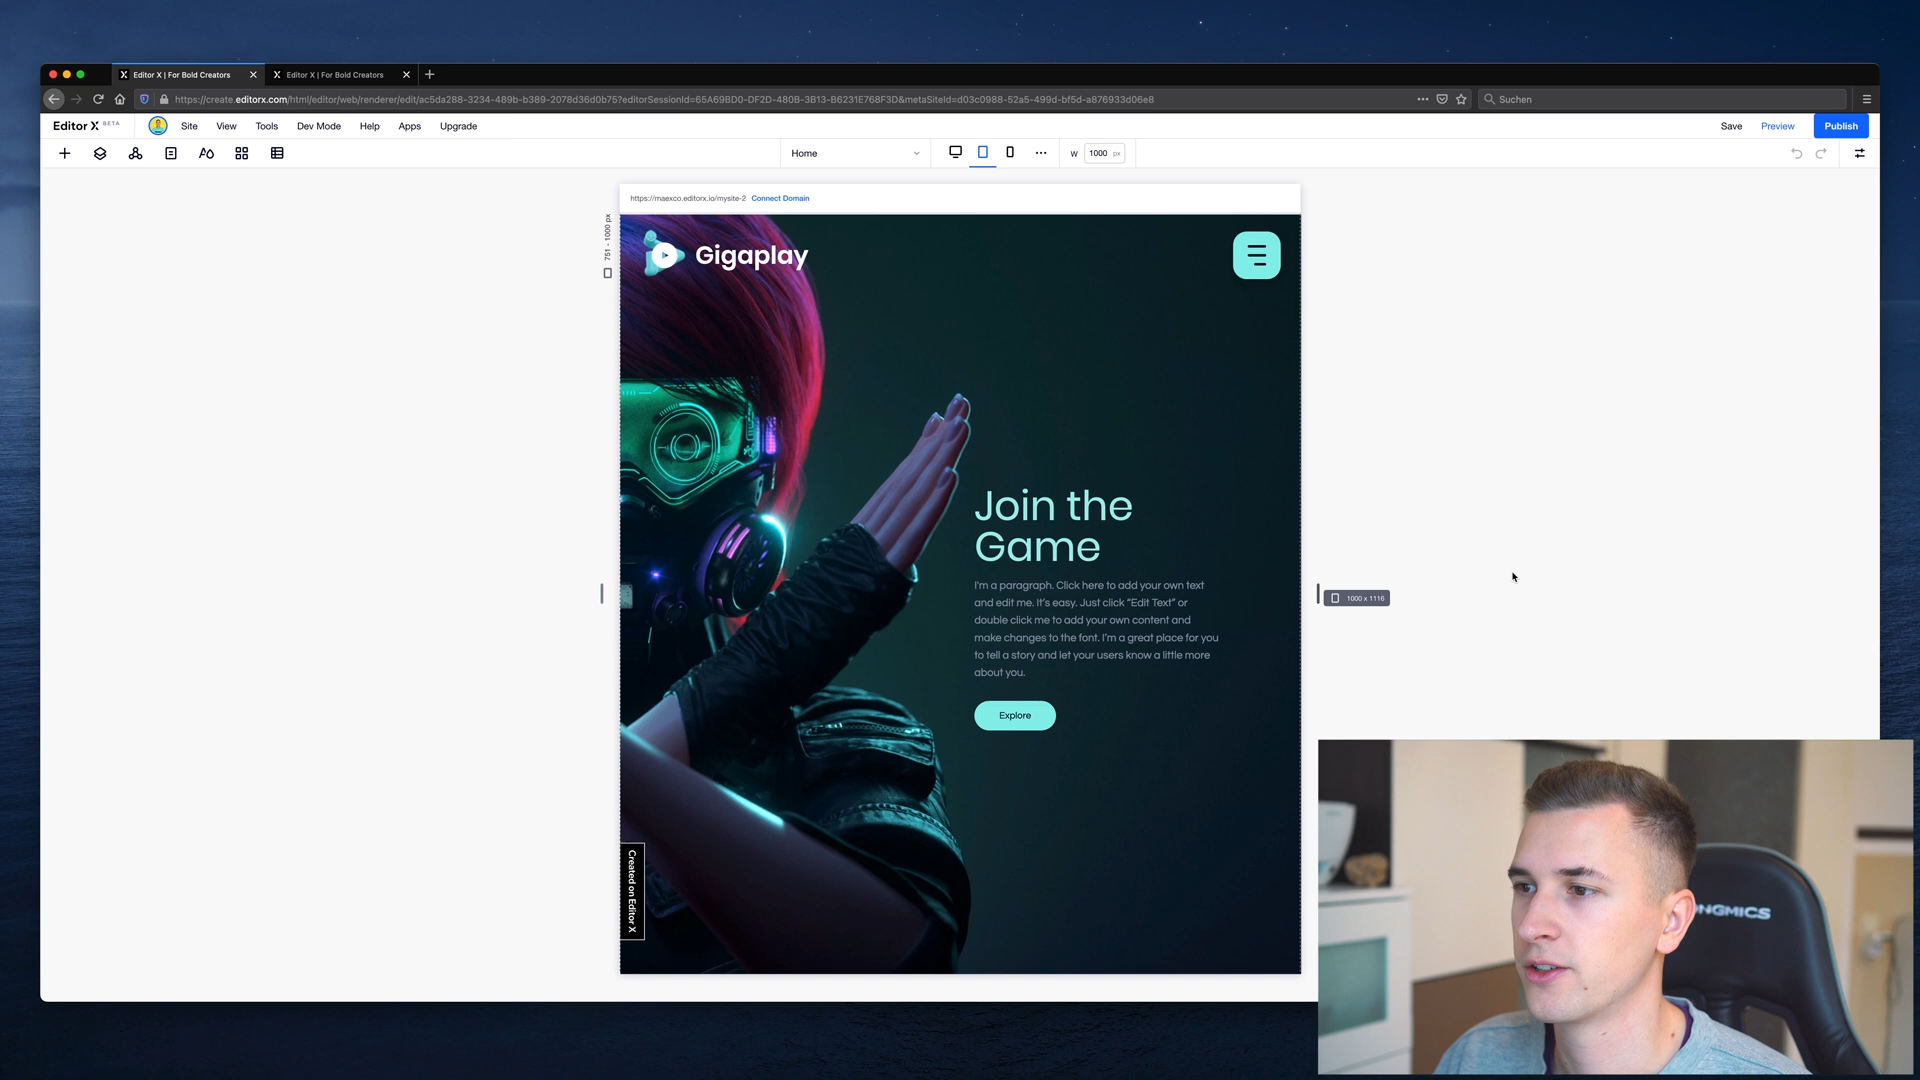 Editor X | For Bold Creators
Editor X | For Bold Creators
https://create.editorx.com/html/editor/web/renderer/edit/ac5da288-3234-489b-b389-2078d36d0b75?editorSessionId=65A69BD0-DF2D-480B-3B13-B6231E768F3D&metaSiteId=d03c0988-52a5-499d-bf5d-a876933d06e8
Suchen
Editor X BETA
Site View Tools Dev Mode Help Apps Upgrade
Save Preview Publish
Home
W 1000 px
https://maexco.editorx.io/mysite-2 Connect Domain
751 - 1000 px
Gigaplay
Join the
Game
I'm a paragraph. Click here to add your own text
and edit me. It's easy. Just click “Edit Text” or
double click me to add your own content and
make changes to the font. I'm a great place for you
to tell a story and let your users know a little more
about you.
Explore
1000 x 1116
Created on Editor X
NGMICS